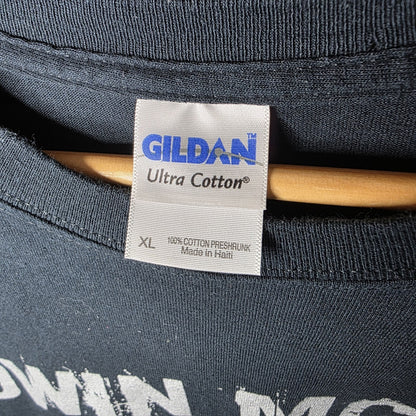 GILDAN™
Ultra Cotton®
XL 100% COTTON PRESHRUNK
Made in Haiti